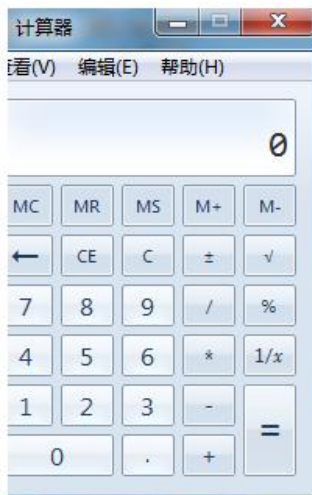 计算器
查看(V) 编辑(E) 帮助(H)
0
MC MR MS M+ M-
← CE C ± √
7 8 9 / %
4 5 6 * 1/x
1 2 3 - =
0 . +